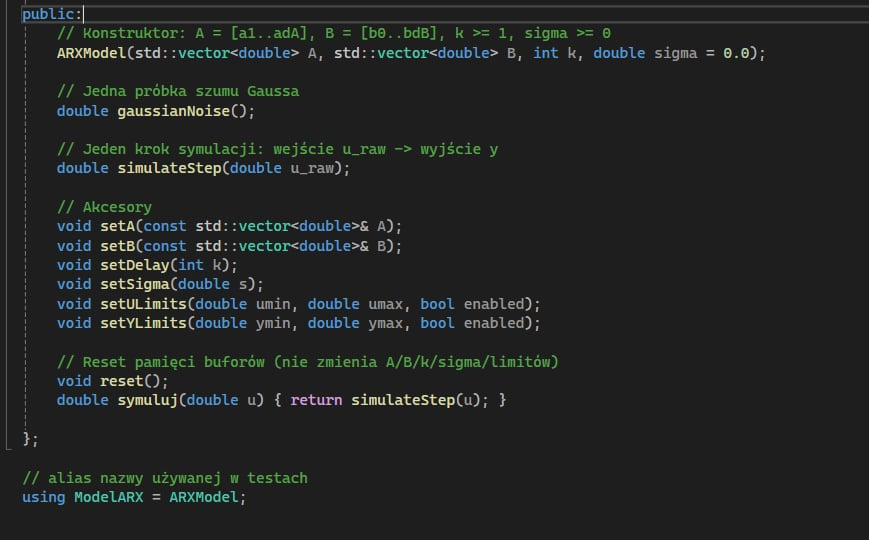 public:
// Konstruktor: A = [a1..adA], B = [b0..bdB], k >= 1, sigma >= 0
ARXModel(std::vector<double> A, std::vector<double> B, int k, double sigma = 0.0);
// Jedna próbka szumu Gaussa
double gaussianNoise();
// Jeden krok symulacji: wejście u_raw -> wyjście y
double simulateStep(double u_raw);
// Akcesory
void setA(const std::vector<double>& A);
void setB(const std::vector<double>& B);
void setDelay(int k);
void setSigma(double s);
void setULimits(double umin, double umax, bool enabled);
void setYLimits(double ymin, double ymax, bool enabled);
// Reset pamięci buforów (nie zmienia A/B/k/sigma/limitów)
void reset();
double symuluj(double u) { return simulateStep(u); }
};
// alias nazwy używanej w testach
using ModelARX = ARXModel;